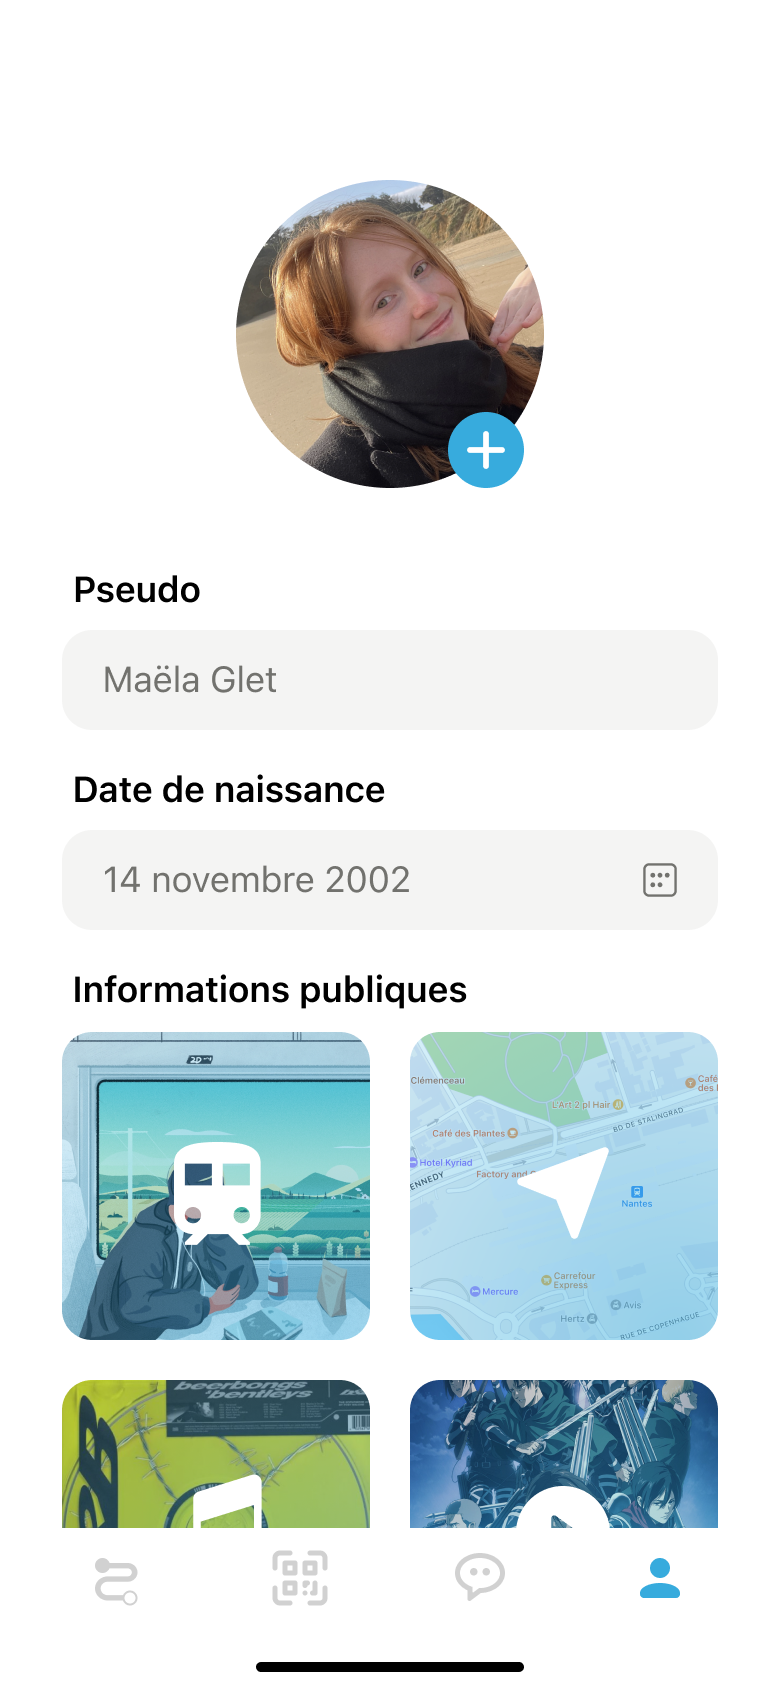 Pseudo
Maëla Glet
Date de naissance
14 novembre 2002
Informations publiques
2D
Clémenceau
Café
des
L'Art 2 pl Hair
BD DE STALINGRAD
Café des Plantes
Hotel Kyriad
Factory and
ENNEDY
Nantes
Carrefour
Express
Mercure
Avis
Hertz
RUE DE COPENHAGUE
beerbongs
bentleys